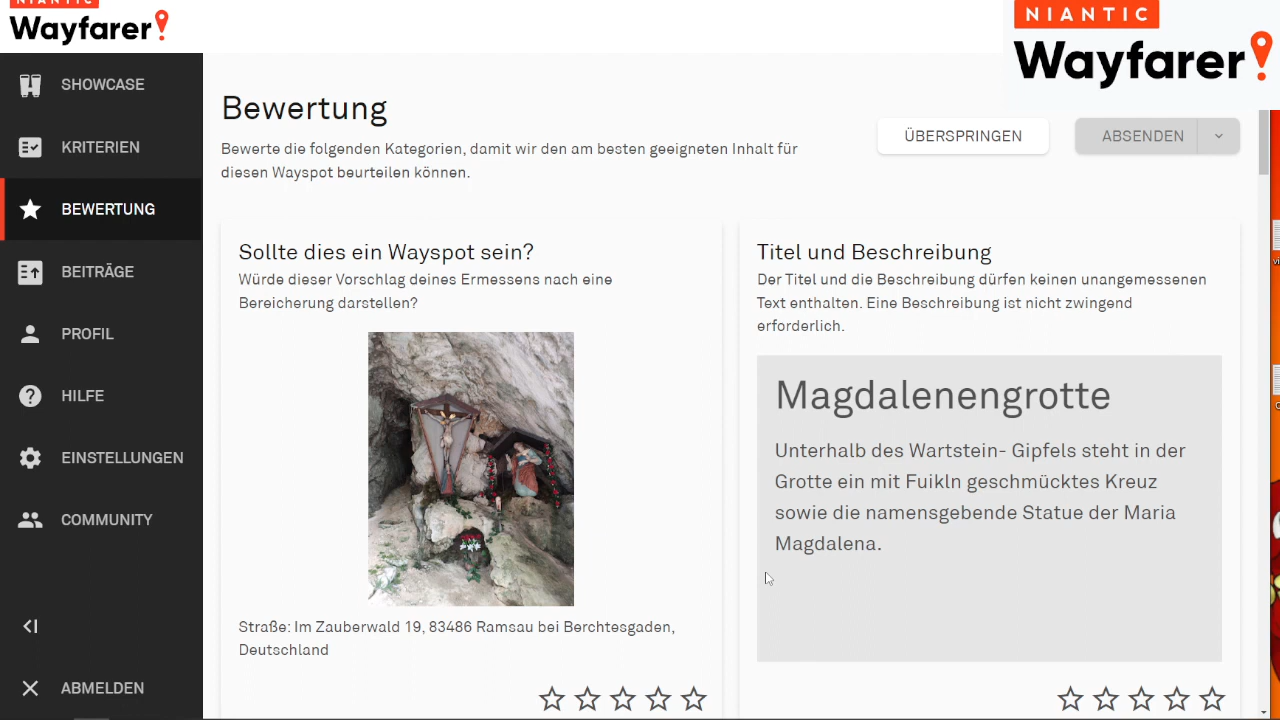 NIANTIC
Wayfarer
NIANTIC
Wayfarer
SHOWCASE
KRITERIEN
BEWERTUNG
BEITRÄGE
PROFIL
HILFE
EINSTELLUNGEN
COMMUNITY
ABMELDEN
Bewertung
Bewerte die folgenden Kategorien, damit wir den am besten geeigneten Inhalt für
diesen Wayspot beurteilen können.
ÜBERSPRINGEN
ABSENDEN
Sollte dies ein Wayspot sein?
Würde dieser Vorschlag deines Ermessens nach eine
Bereicherung darstellen?
Straße: Im Zauberwald 19, 83486 Ramsau bei Berchtesgaden,
Deutschland
Titel und Beschreibung
Der Titel und die Beschreibung dürfen keinen unangemessenen
Text enthalten. Eine Beschreibung ist nicht zwingend
erforderlich.
Magdalenengrotte
Unterhalb des Wartstein- Gipfels steht in der
Grotte ein mit Fuikln geschmücktes Kreuz
sowie die namensgebende Statue der Maria
Magdalena.